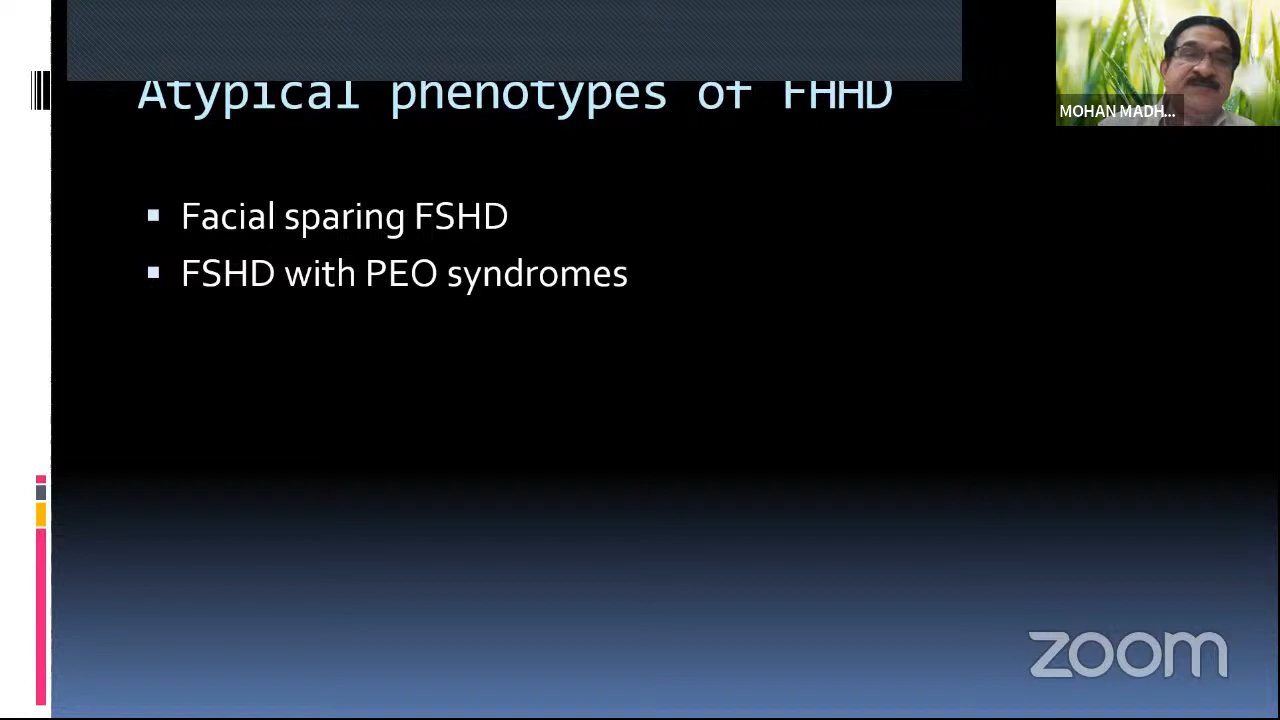 Atypical phenotypes of FHHD
MOHAN MADH...
▪ Facial sparing FSHD
▪ FSHD with PEO syndromes
zoom